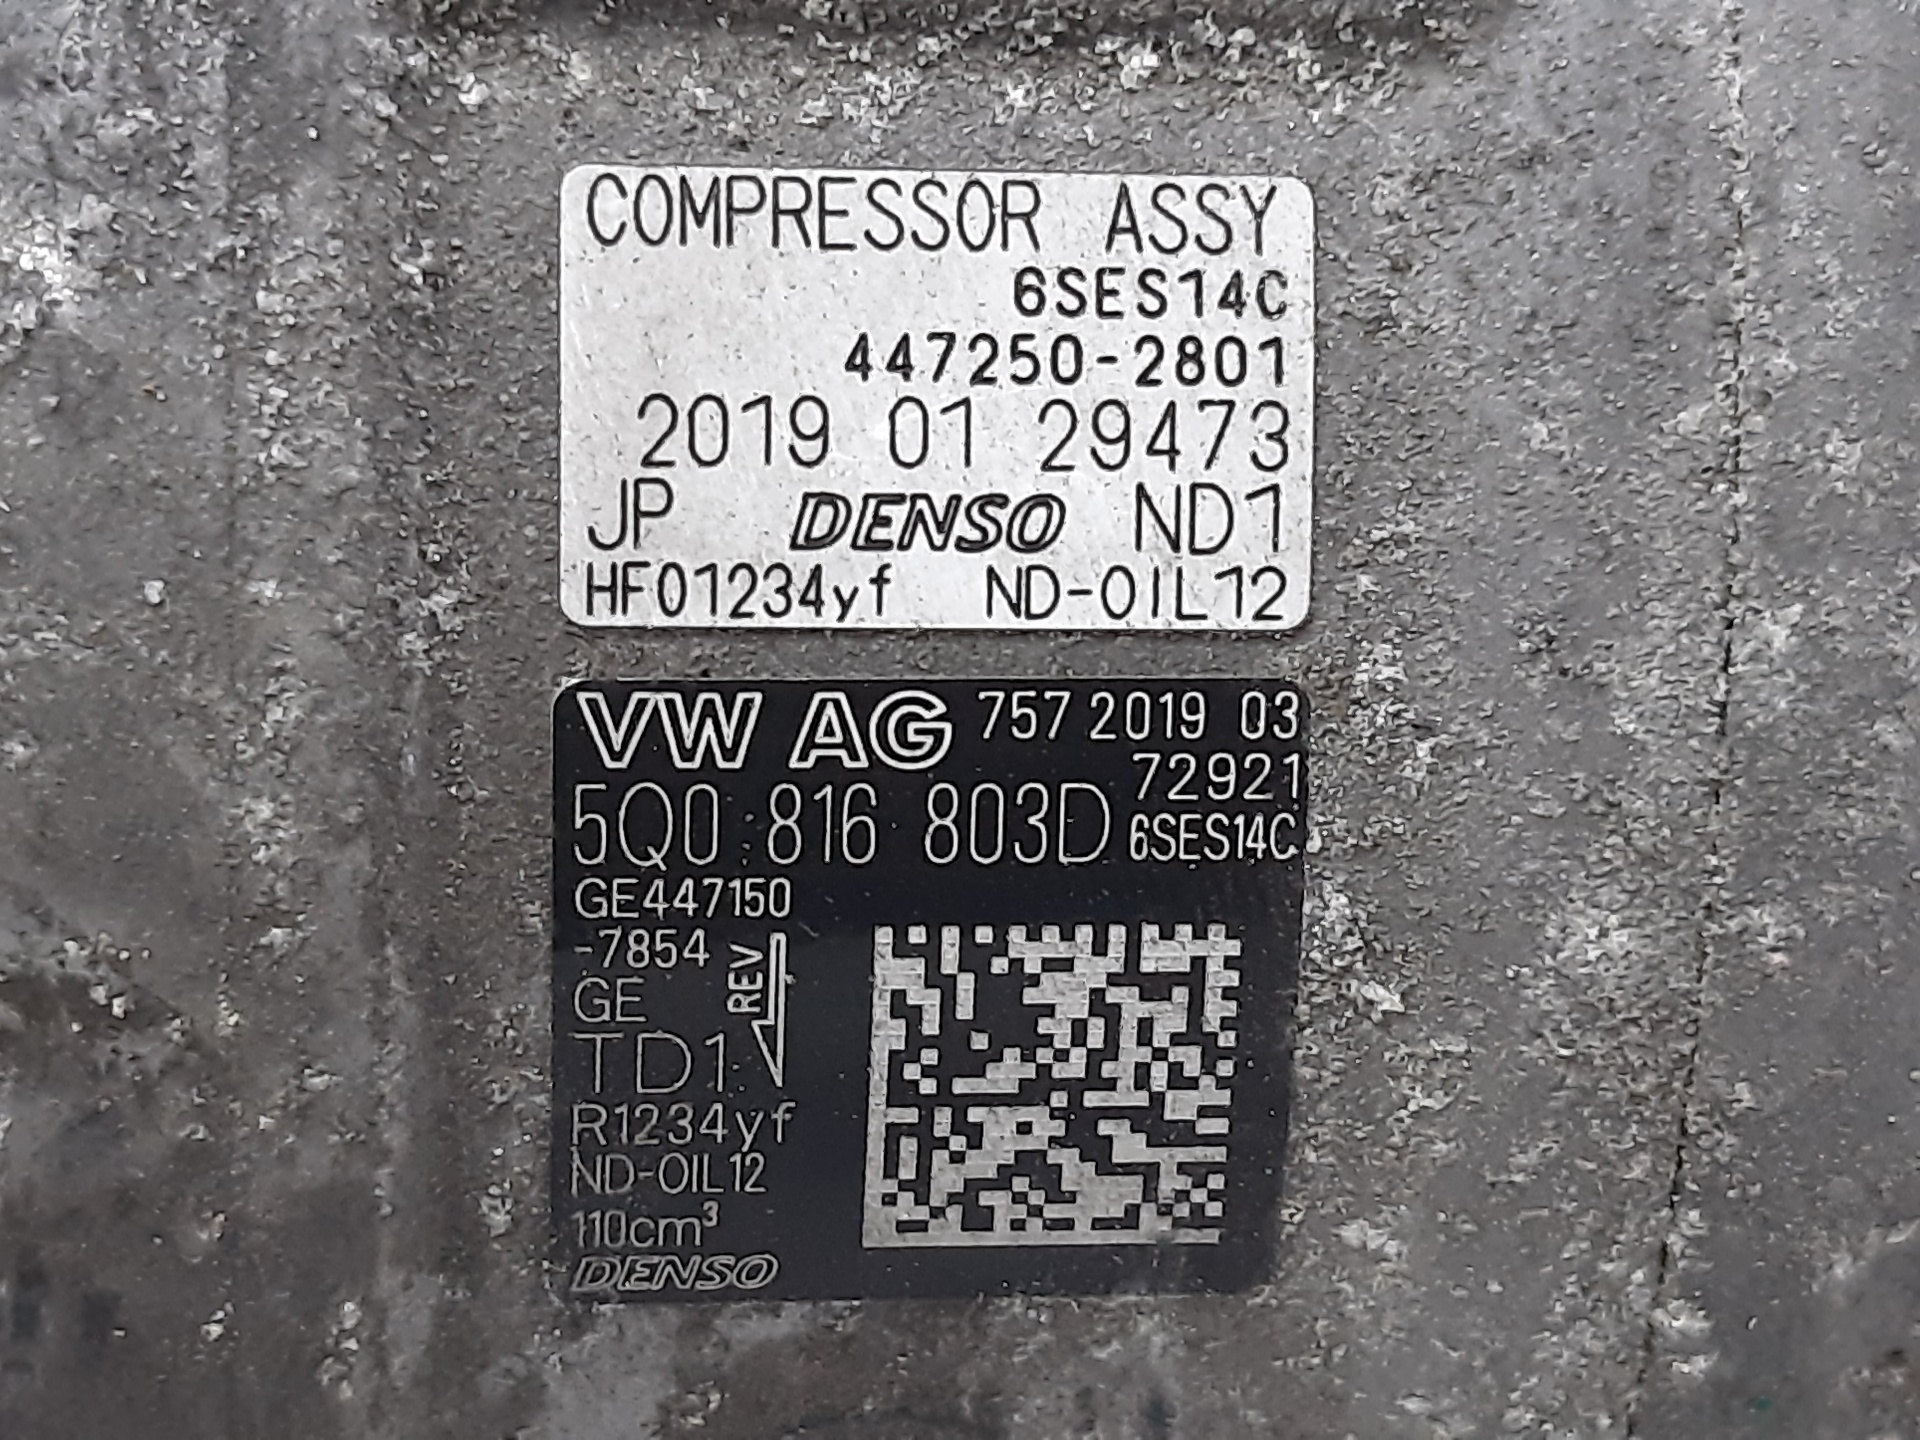 COMPRESSOR ASSY
6SES14C
447250-2801
2019 01 29473
JP DENSO ND1
HF01234yf ND-OIL12
VW AG 757 2019 03
72921
5Q0 816 803D 6SES14C
GE447150
-7854
REV
GE
TD1
R1234yf
ND-OIL12
110cm³
DENSO